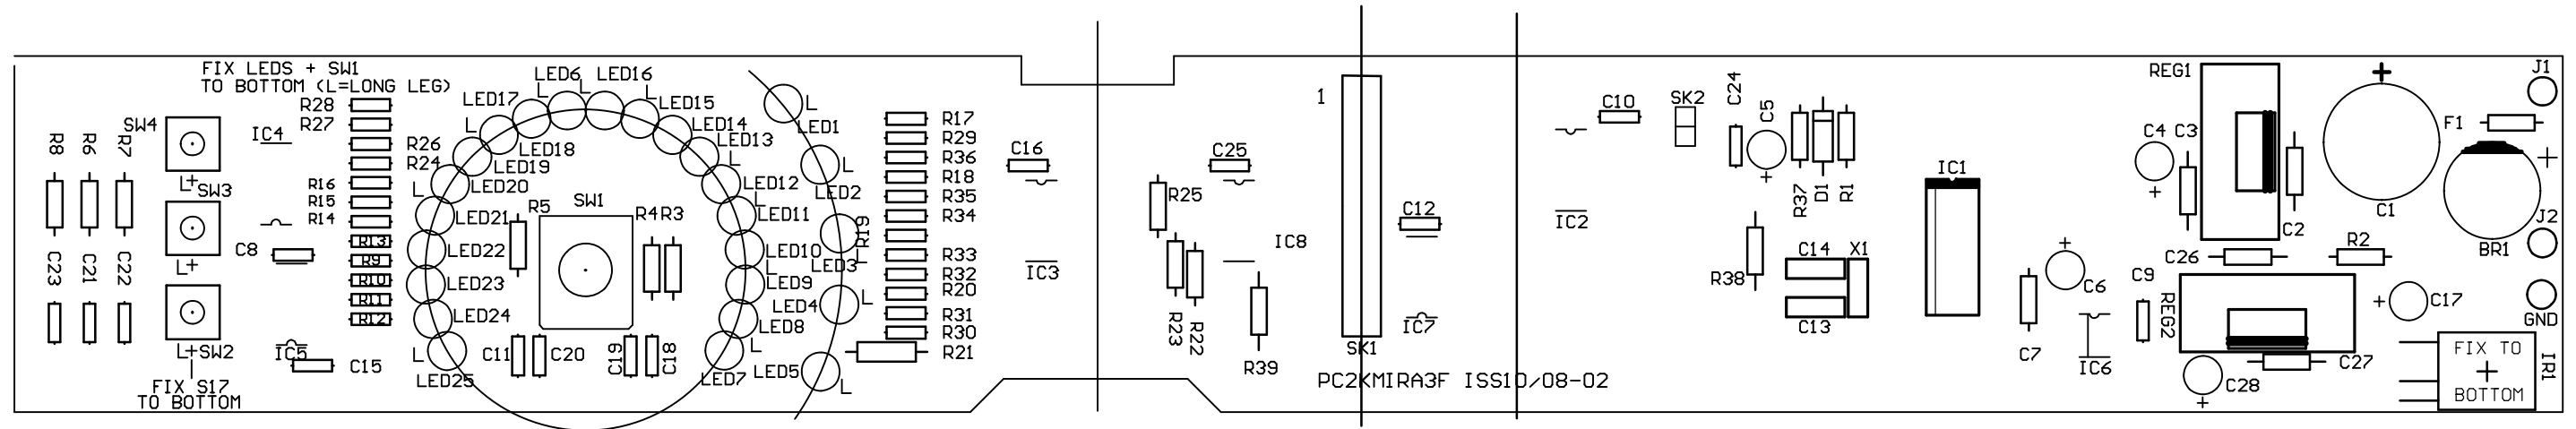 FIX LEDS + SW1
TO BOTTOM (L=LONG LEG)
R28
R27
R26
R24
R16
R15
R14
R13
R9
R10
R11
R12
R8
R6
R7
C23
C21
C22
SW4
L+
SW3
L+
L+SW2
FIX S17
TO BOTTOM
IC4
C8
IC5
C15
LED6
L
LED16
L
LED17
L
LED15
LED14
LED13
L
LED18
LED19
LED20
L
LED12
L
LED21
LED11
LED22
LED10
L
LED23
LED9
LED24
LED8
L
LED25
LED7
L
R5
SW1
R4
R3
C11
C20
C19
C18
L
LED1
L
LED2
L
LED3
LED4
L
LED5
L
R19
R17
R29
R36
R18
R35
R34
R33
R32
R20
R31
R30
R21
C16
IC3
C25
R25
R23
R22
IC8
R39
1
SK1
C12
IC7
PC2KMIRA3F ISS10/08-02
C10
IC2
SK2
C24
C5
+
R37
D1
R1
R38
C14
X1
C13
IC1
C7
+
C6
IC6
C9
REG1
C4
C3
+
C2
C26
REG2
C27
C28
+
+
C1
R2
+
C17
F1
+
BR1
J1
J2
GND
FIX TO
+
BOTTOM
IR1